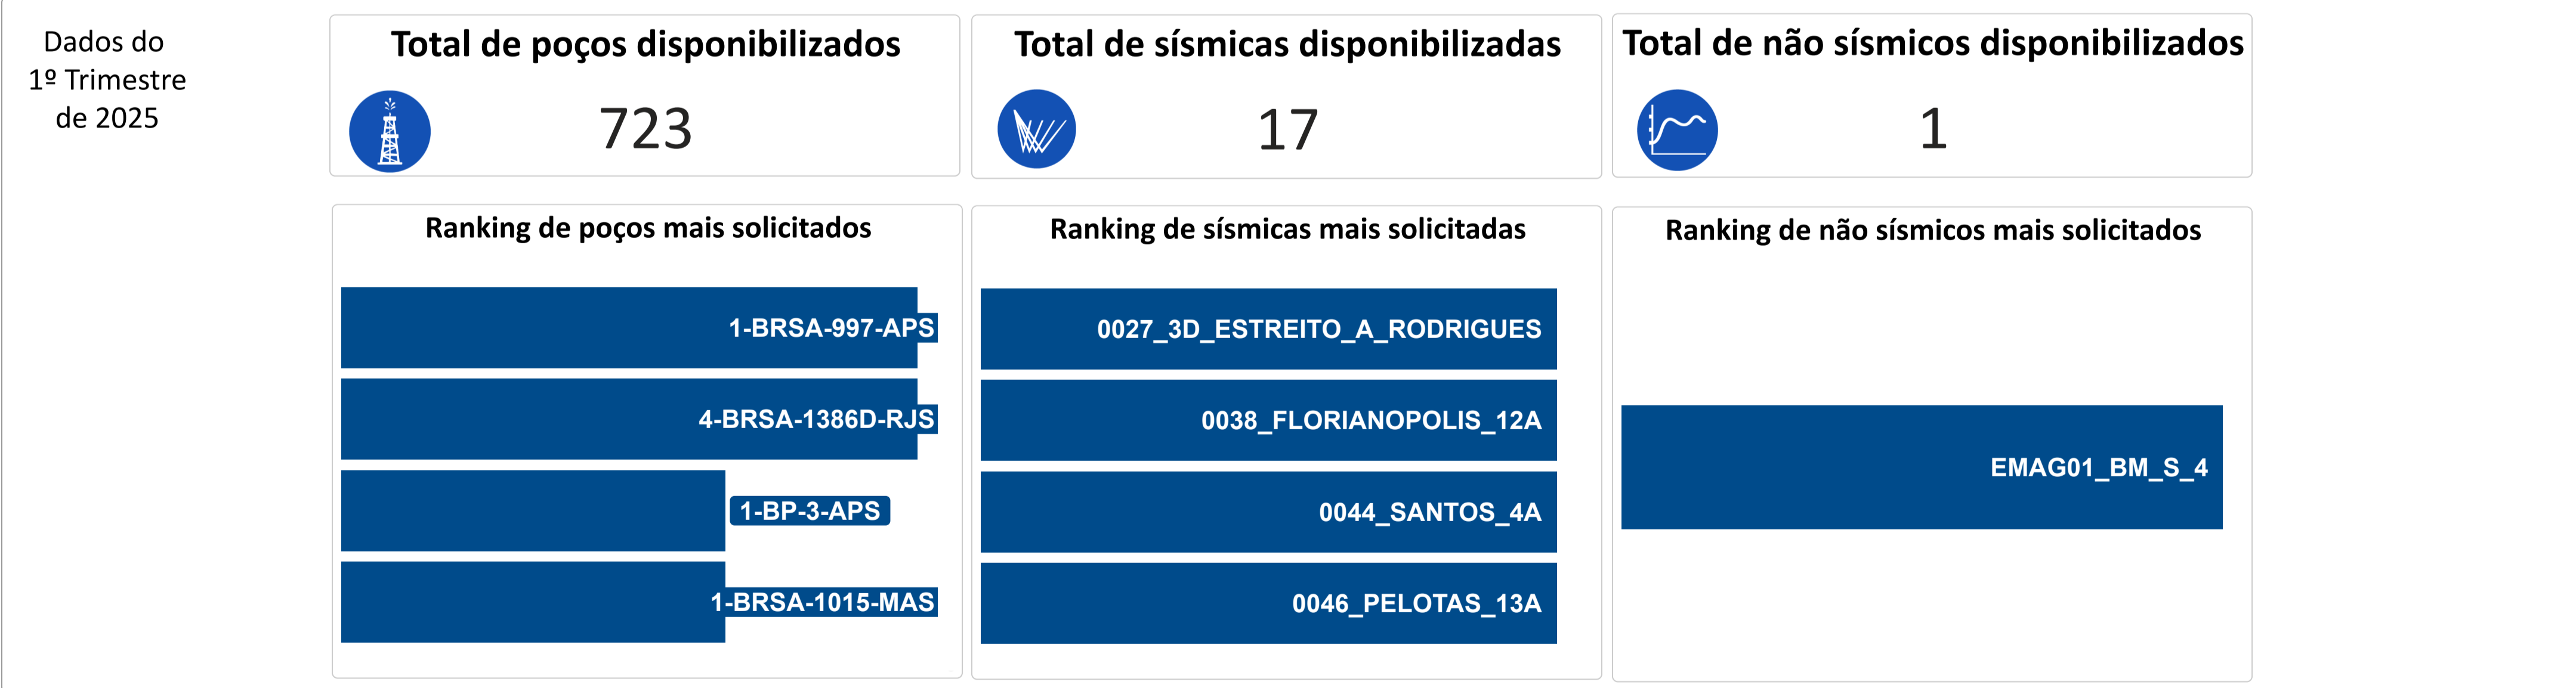 Dados do
1º Trimestre
de 2025
Total de poços disponibilizados
723
Total de sísmicas disponibilizadas
17
Total de não sísmicos disponibilizados
1
Ranking de poços mais solicitados
1-BRSA-997-APS
4-BRSA-1386D-RJS
1-BP-3-APS
1-BRSA-1015-MAS
Ranking de sísmicas mais solicitadas
0027_3D_ESTREITO_A_RODRIGUES
0038_FLORIANOPOLIS_12A
0044_SANTOS_4A
0046_PELOTAS_13A
Ranking de não sísmicos mais solicitados
EMAG01_BM_S_4